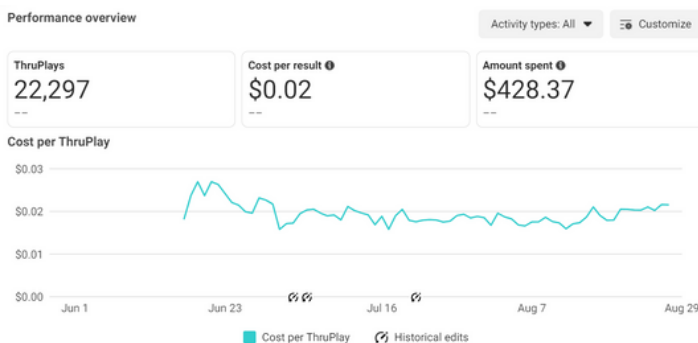 Performance overview
Activity types: All
Customize
ThruPlays
22,297
--
Cost per result
$0.02
--
Amount spent
$428.37
--
Cost per ThruPlay
$0.03
$0.02
$0.01
$0.00
Jun 1 Jun 23 Jul 16 Aug 7 Aug 29
Cost per ThruPlay Historical edits